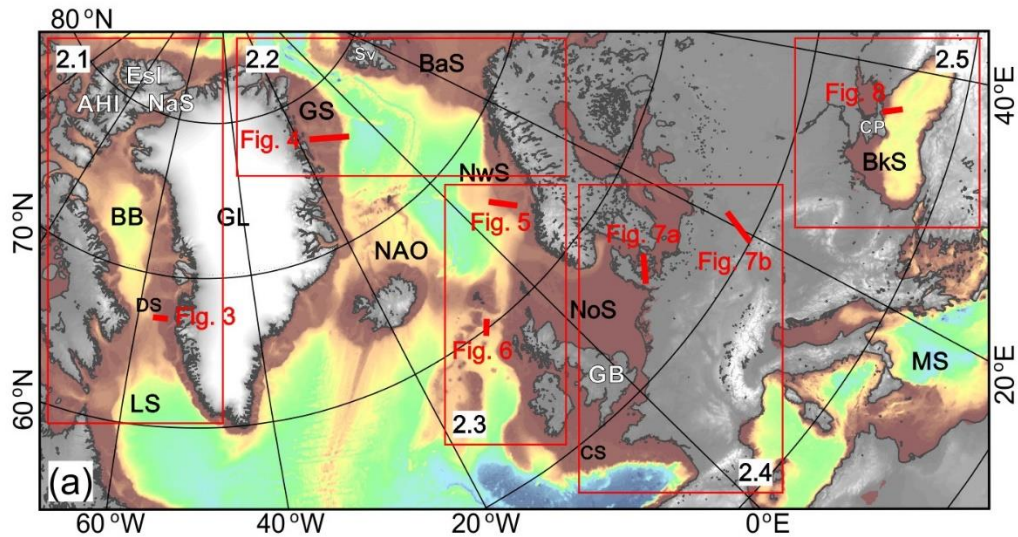 80°N
2.1
2.2
2.5
EsI
Sv
BaS
AHI
NaS
GS
Fig. 8
40°E
Fig. 4
CP
BkS
NwS
BB
GL
70°N
Fig. 5
Fig. 7a
NAO
Fig. 7b
DS
Fig. 3
NoS
Fig. 6
MS
GB
20°E
60°N
LS
2.3
CS
(a)
2.4
60°W
40°W
20°W
0°E